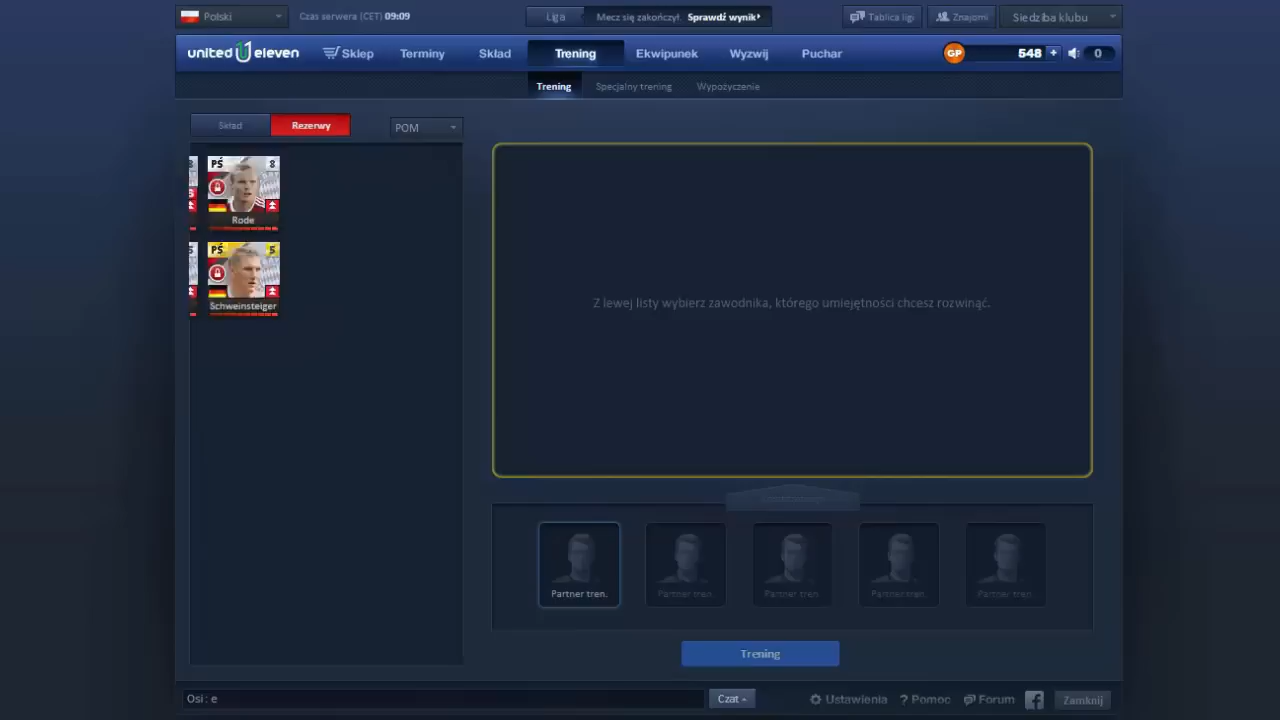 Polski
Czas serwera (CET) 09:09
Liga
Mecz się zakończył. Sprawdź wynik
Tablica ligi
Znajomi
Siedziba klubu
united 11 eleven
Sklep
Terminy
Skład
Trening
Ekwipunek
Wyzwij
Puchar
GP
548 +
0
Trening
Specjalny trening
Wypożyczenie
Skład
Rezerwy
POM
PŚ 8
Rode
PŚ 5
Schweinsteiger
Z lewej listy wybierz zawodnika, którego umiejętności chcesz rozwinąć.
Partner tren.
Partner tren.
Partner tren.
Partner tren.
Partner tren.
Trening
Osi : e
Czat
Ustawienia
? Pomoc
Forum
f
Zamknij